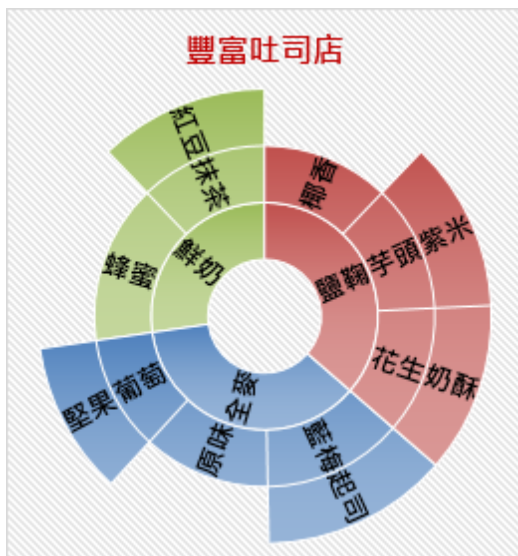 豐富吐司店
鹽麴
椰香
芋頭
紫米
花生
奶酥
全麥
藍梅
起司
原味
葡萄
堅果
鮮奶
蜂蜜
抹茶
紅豆